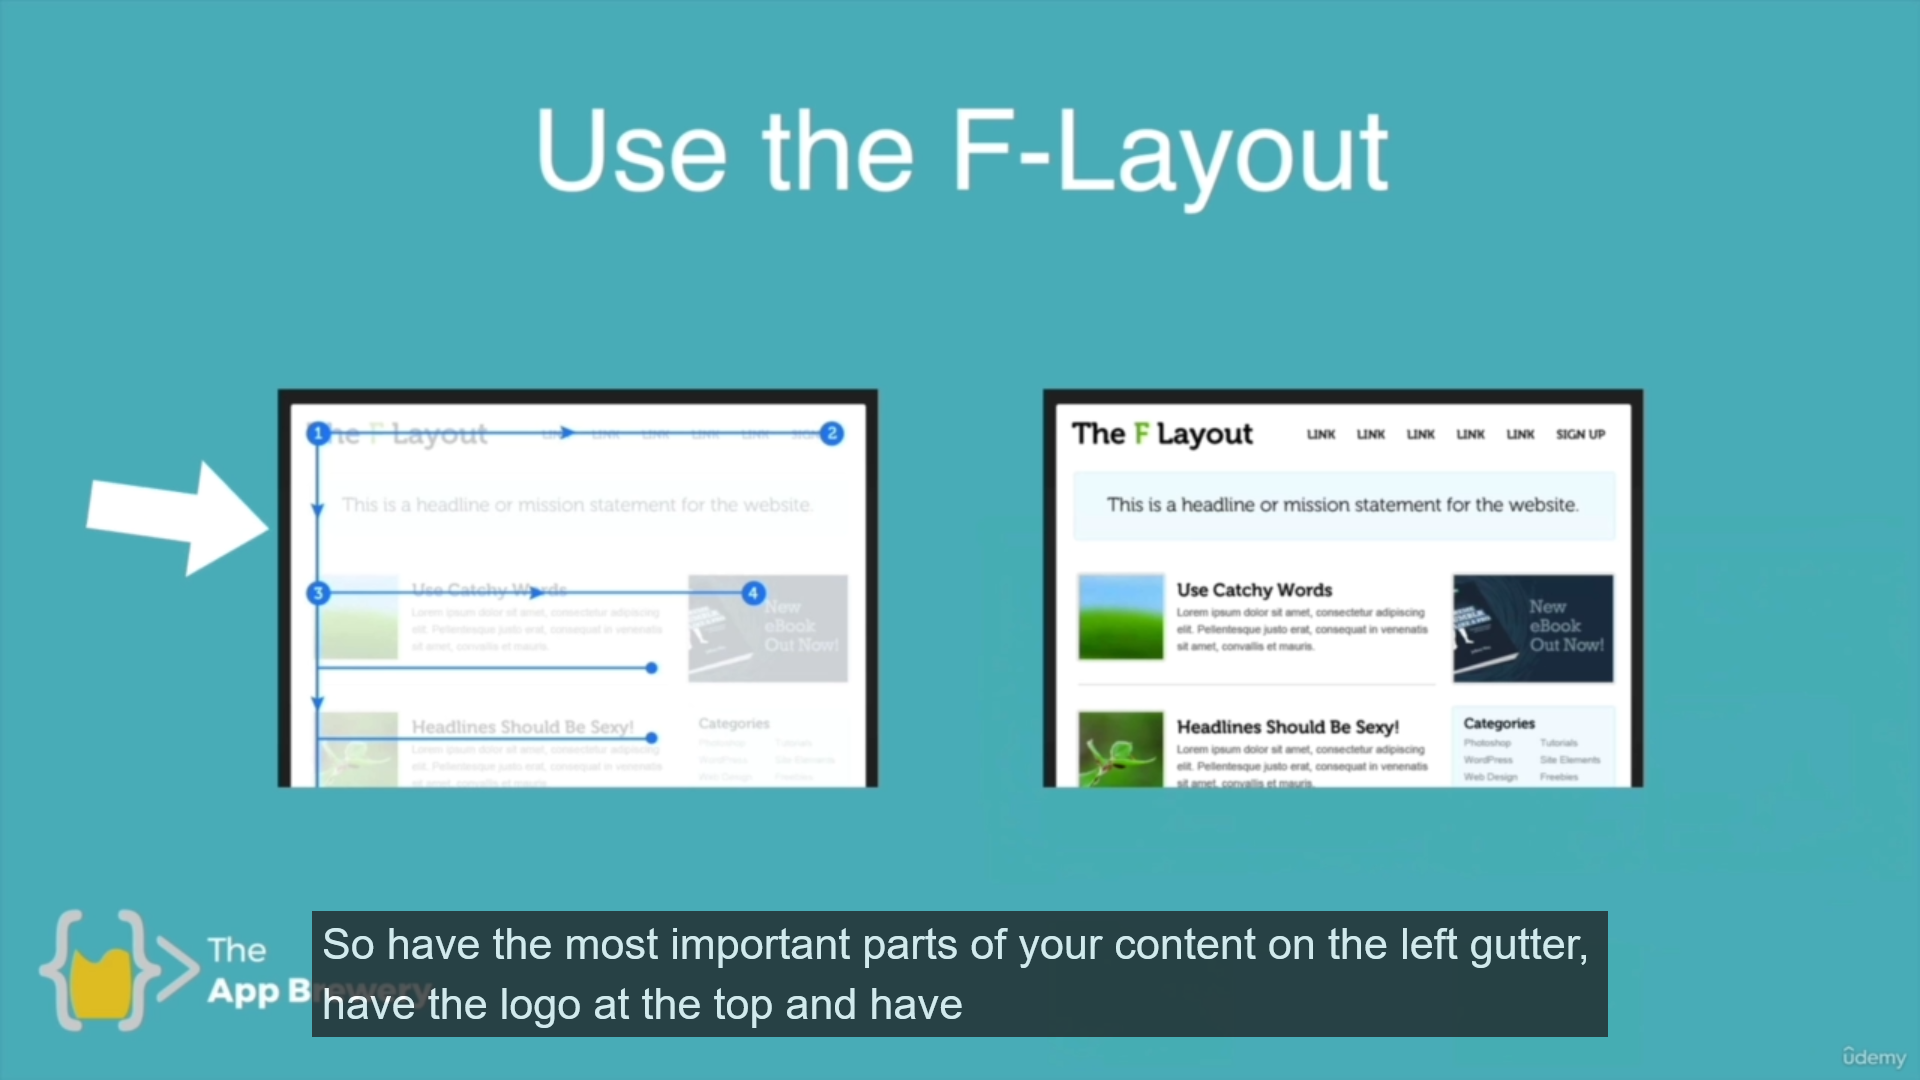 Use the F-Layout
1
he F Layout
LINK LINK LINK LINK LINK SIGN
2
This is a headline or mission statement for the website.
3
Use Catchy Words
4
Lorem ipsum dolor sit amet, consectetur adipiscing
elit. Pellentesque justo erat, consequat in venenatis
sit amet, convallis et mauris.
New
eBook
Out Now!
Headlines Should Be Sexy!
Lorem ipsum dolor sit amet, consectetur adipiscing
elit. Pellentesque justo erat, consequat in venenatis
sit amet, convallis et mauris.
Categories
Photoshop Tutorials
WordPress Site Elements
Web Design Freebies
The F Layout
LINK LINK LINK LINK LINK SIGN UP
This is a headline or mission statement for the website.
Use Catchy Words
Lorem ipsum dolor sit amet, consectetur adipiscing
elit. Pellentesque justo erat, consequat in venenatis
sit amet, convallis et mauris.
New
eBook
Out Now!
Headlines Should Be Sexy!
Lorem ipsum dolor sit amet, consectetur adipiscing
elit. Pellentesque justo erat, consequat in venenatis
sit amet, convallis et mauris.
Categories
Photoshop Tutorials
WordPress Site Elements
Web Design Freebies
The
App Brewery
So have the most important parts of your content on the left gutter,
have the logo at the top and have
udemy